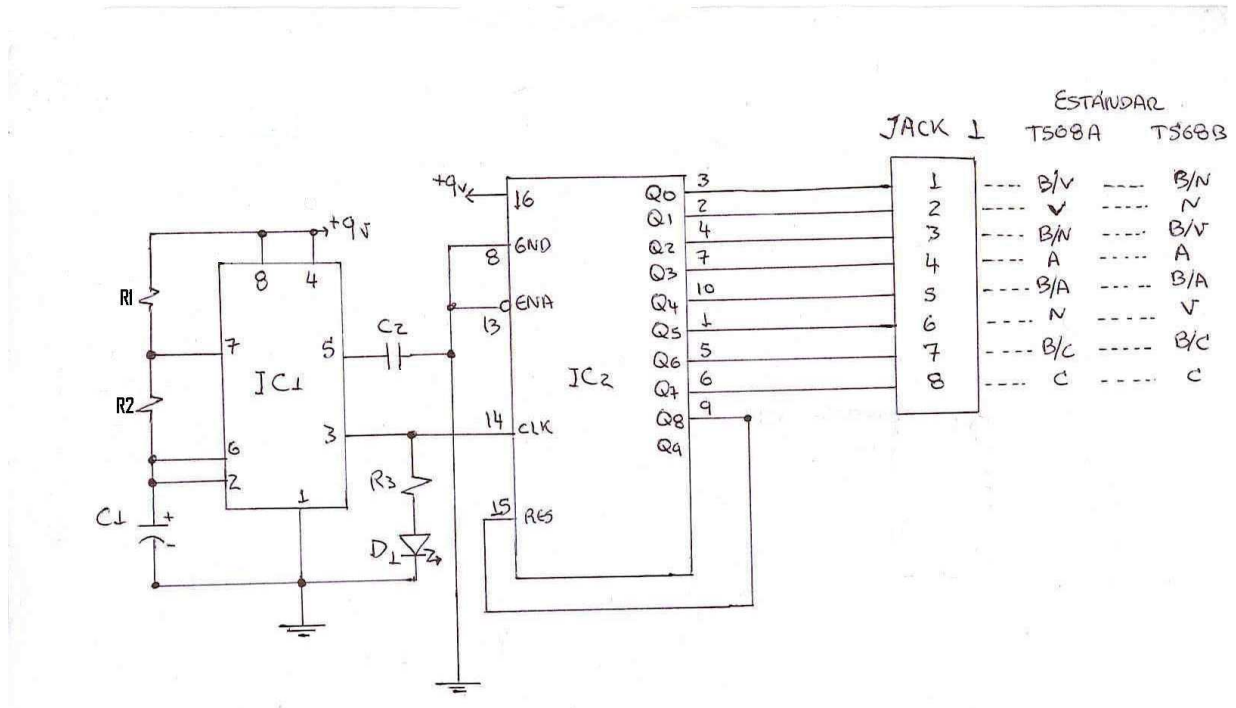 ESTÁNDAR
JACK 1 T568A T568B
1 ---- B/V ---- B/N
2 ---- V ---- N
3 ---- B/N ---- B/V
4 ---- A ----- A
5 ---- B/A ---- B/A
6 ---- N ---- V
7 ---- B/C ----- B/C
8 ---- C ---- C
+9v
16
8 GND
13 ENA
14 CLK
15 RES
IC2
Q0 3
Q1 2
Q2 4
Q3 7
Q4 10
Q5 1
Q6 5
Q7 6
Q8 9
Q9
+9v
8 4
R1
7
5
C2
IC1
R2
3
6
2
1
R3
C1
+
-
D1